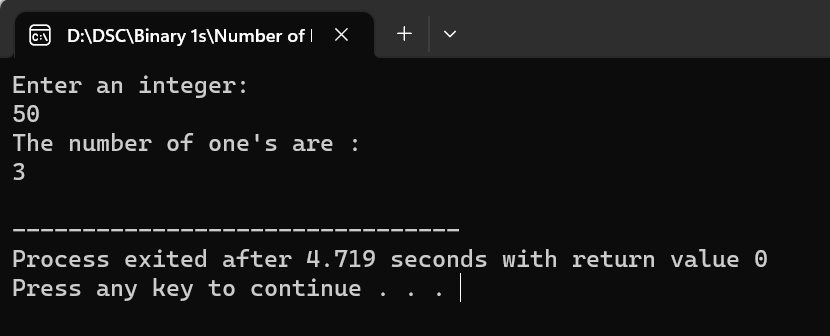 D:\DSC\Binary 1s\Number of
Enter an integer:
50
The number of one's are :
3
--------------------------------
Process exited after 4.719 seconds with return value 0
Press any key to continue . . .